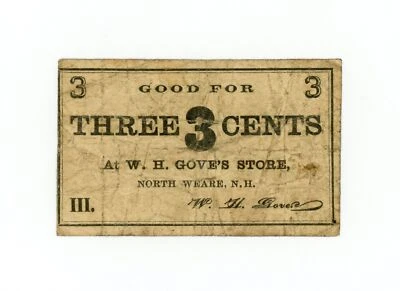 3 GOOD FOR 3
THREE 3 CENTS
At W. H. GOVE'S STORE,
NORTH WEARE, N.H.
III. W. H. Gove